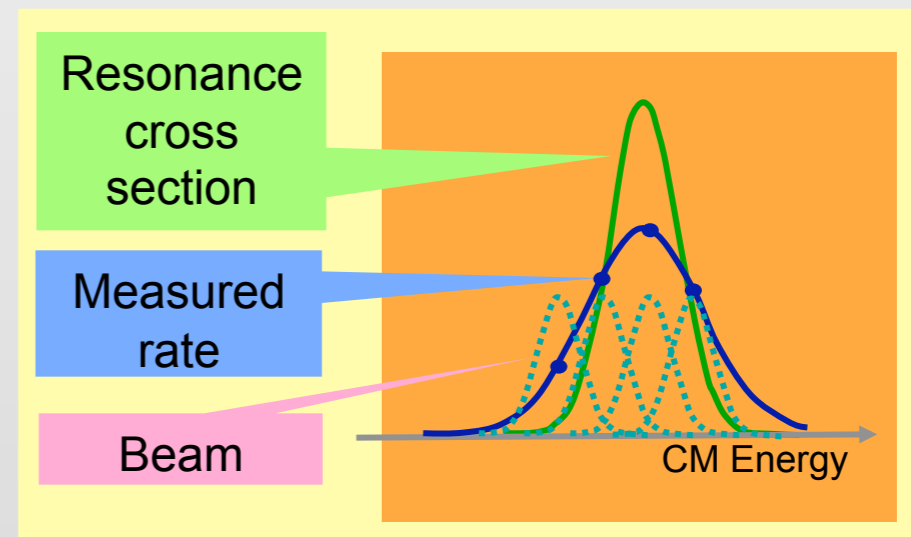 Resonance
cross
section
Measured
rate
Beam
CM Energy